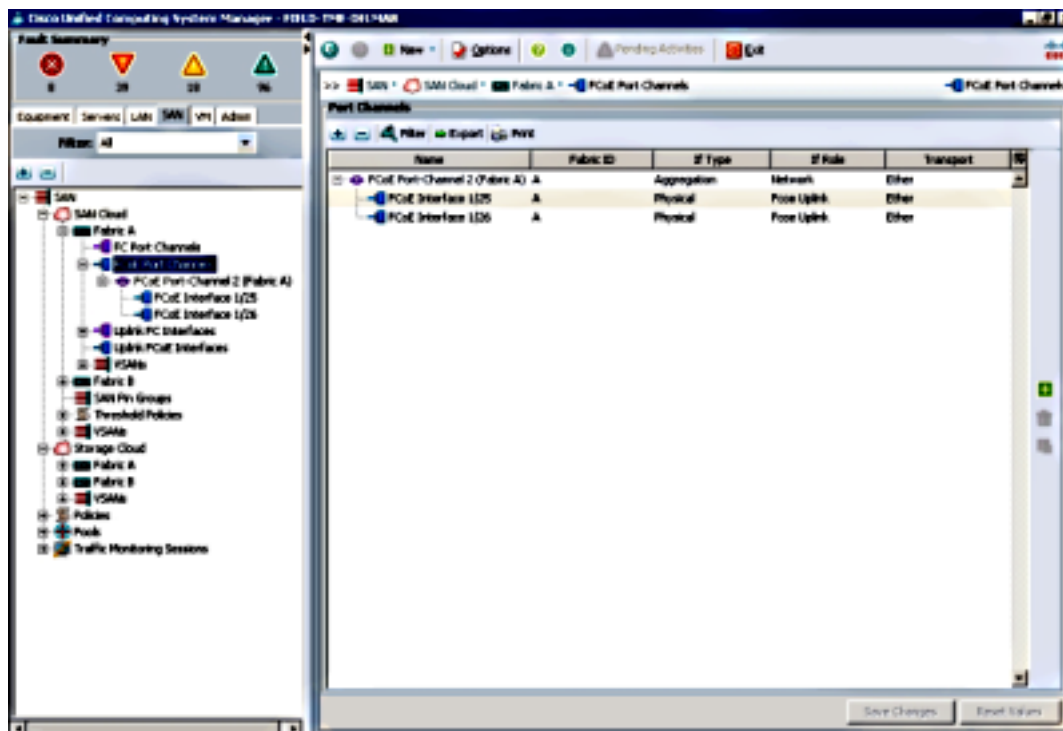 Cisco Unified Computing System Manager -
Fault Summary
Equipment Servers LAN SAN VM Admin
Filter: All
SAN
SAN Cloud
Fabric A
FC Port Channels
FCoE Port-Channel 2 (Fabric A)
FCoE Interface 1/25
FCoE Interface 1/26
Uplink FC Interfaces
Uplink FCoE Interfaces
VSANs
Fabric B
SAN Pin Groups
Threshold Policies
VSANs
Storage Cloud
Fabric A
Fabric B
VSANs
Policies
Pools
Traffic Monitoring Sessions
New Options Pending Activities Exit
>> SAN SAN Cloud Fabric A FCoE Port Channels FCoE Port Channels
Port Channels
Filter Export Print
Name Fabric ID If Type If Role Transport
FCoE Port-Channel 2 (Fabric A) A Aggregation Network Ether
FCoE Interface 1/25 A Physical Fcoe Uplink Ether
FCoE Interface 1/26 A Physical Fcoe Uplink Ether
Save Changes Reset Values